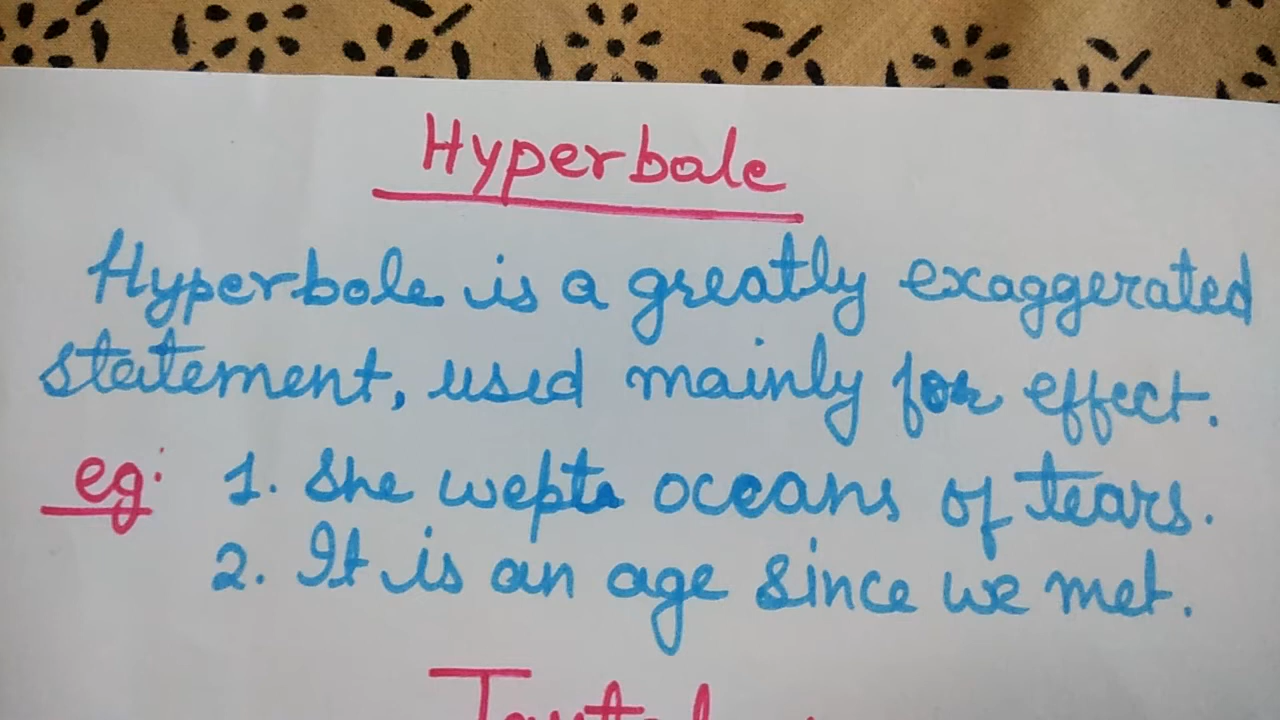 Hyperbole
Hyperbole is a greatly exaggerated
statement, used mainly for effect.
eg: 1. She wept oceans of tears.
2. It is an age since we met.